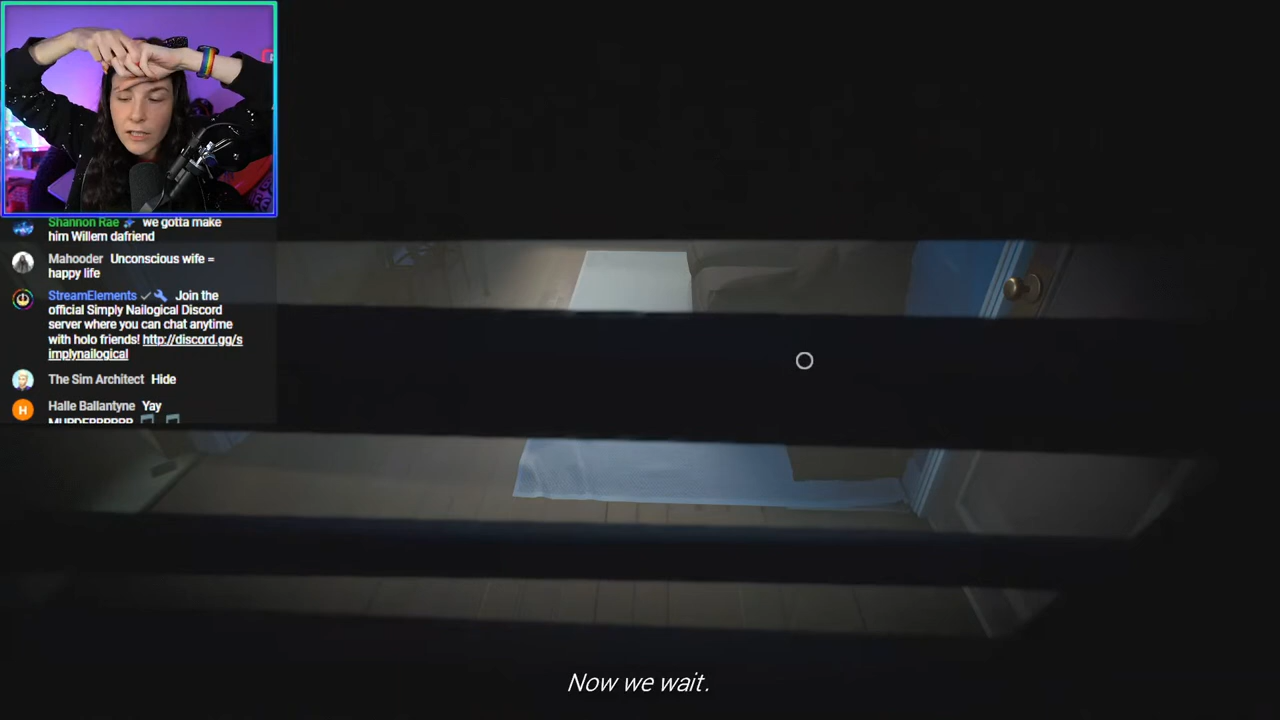 Shannon Rae we gotta make
him Willem dafriend
Mahooder Unconscious wife =
happy life
StreamElements Join the
official Simply Nailogical Discord
server where you can chat anytime
with holo friends! http://discord.gg/s
implynailogical
The Sim Architect Hide
H Halle Ballantyne Yay
Now we wait.